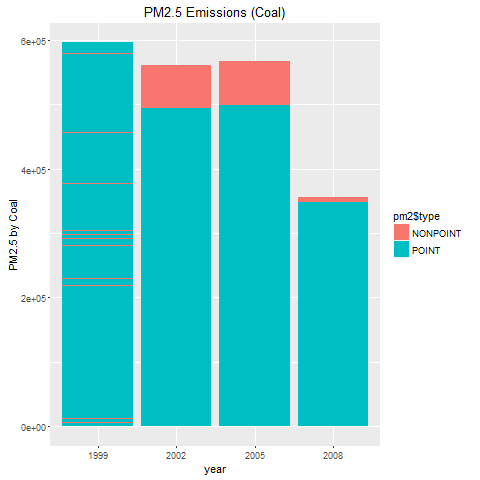 PM2.5 Emissions (Coal)
PM2.5 by Coal
6e+05
4e+05
2e+05
0e+00
1999 2002 2005 2008
year
pm2$type
NONPOINT
POINT